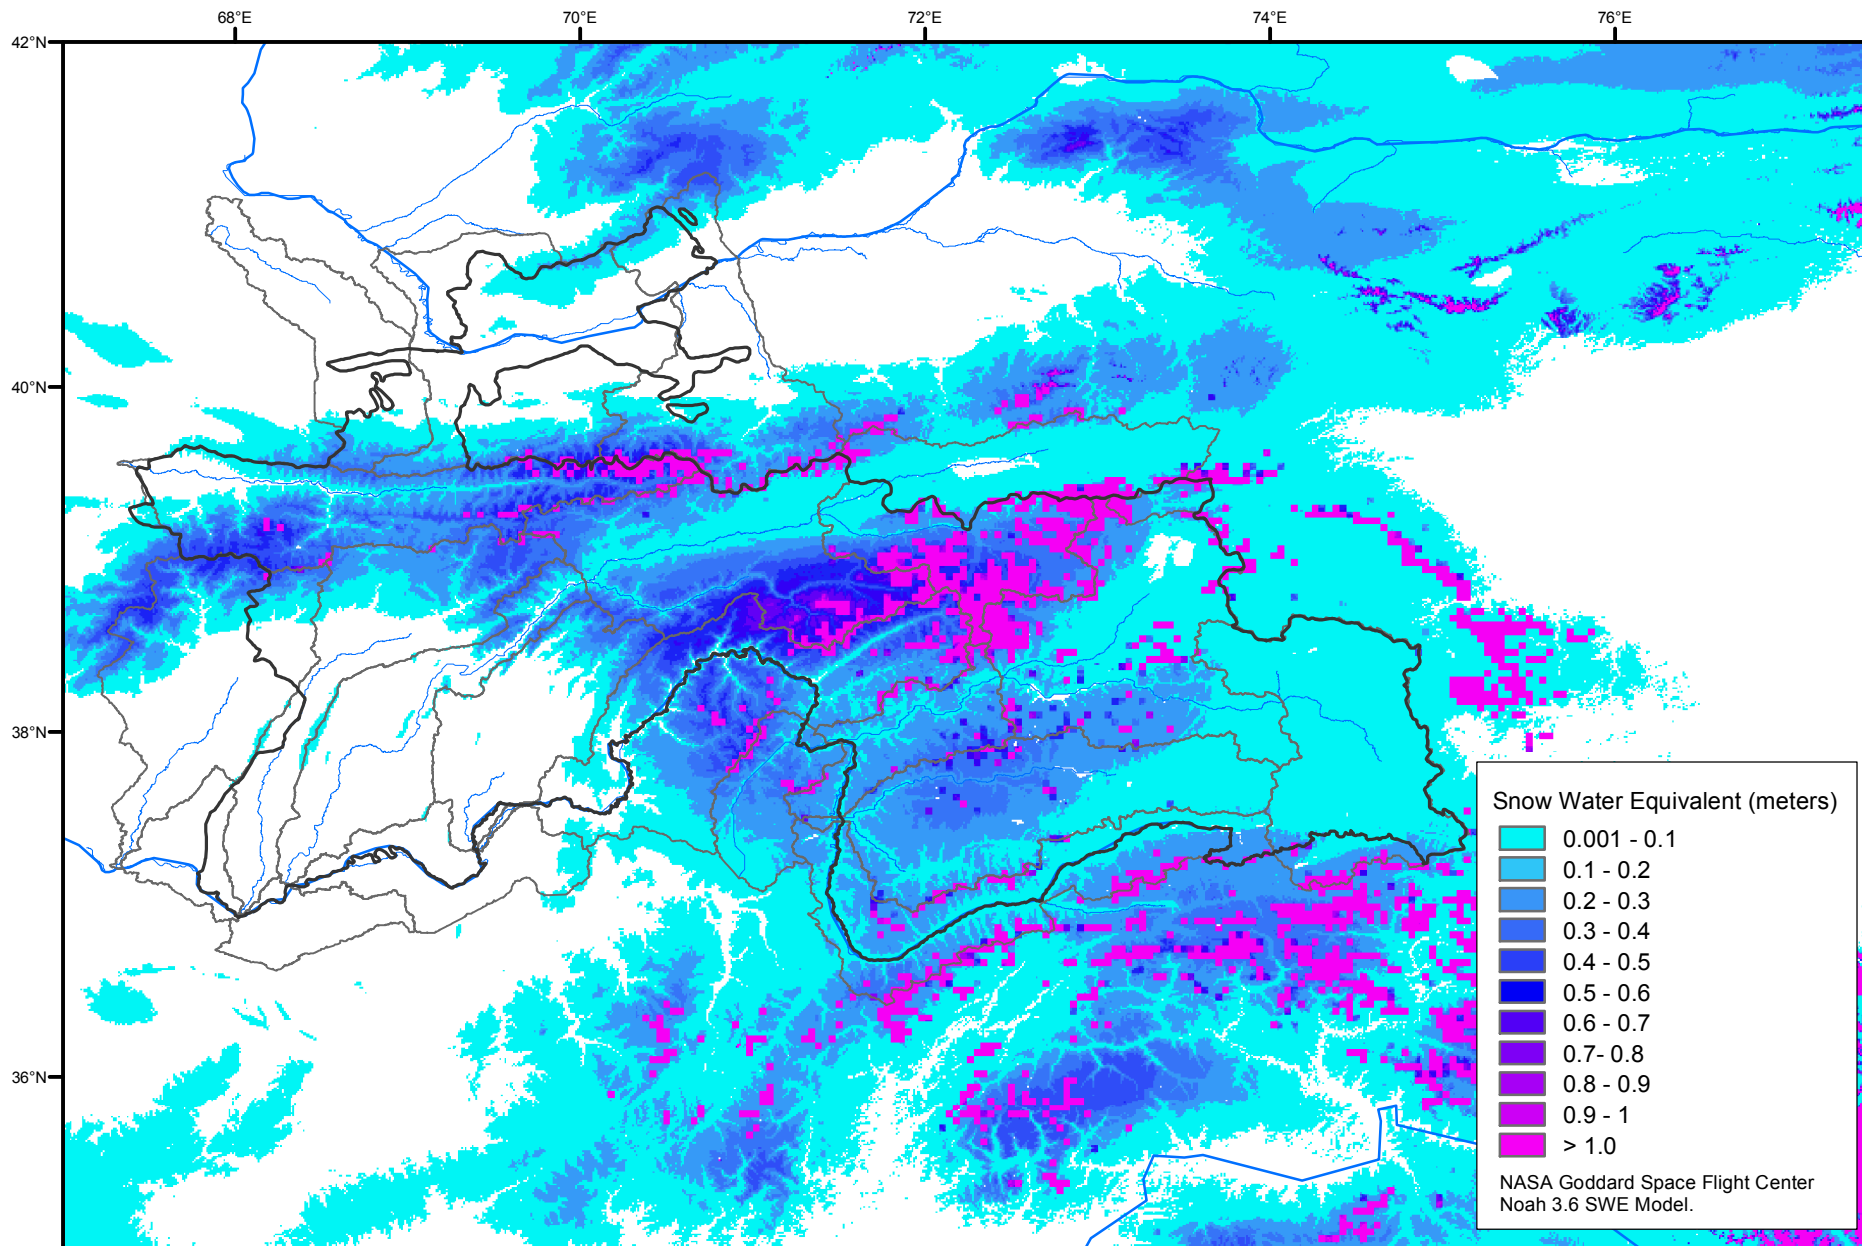 68°E
70°E
72°E
74°E
76°E
42°N
40°N
38°N
36°N
Snow Water Equivalent (meters)
0.001 - 0.1
0.1 - 0.2
0.2 - 0.3
0.3 - 0.4
0.4 - 0.5
0.5 - 0.6
0.6 - 0.7
0.7- 0.8
0.8 - 0.9
0.9 - 1
> 1.0
NASA Goddard Space Flight Center
Noah 3.6 SWE Model.